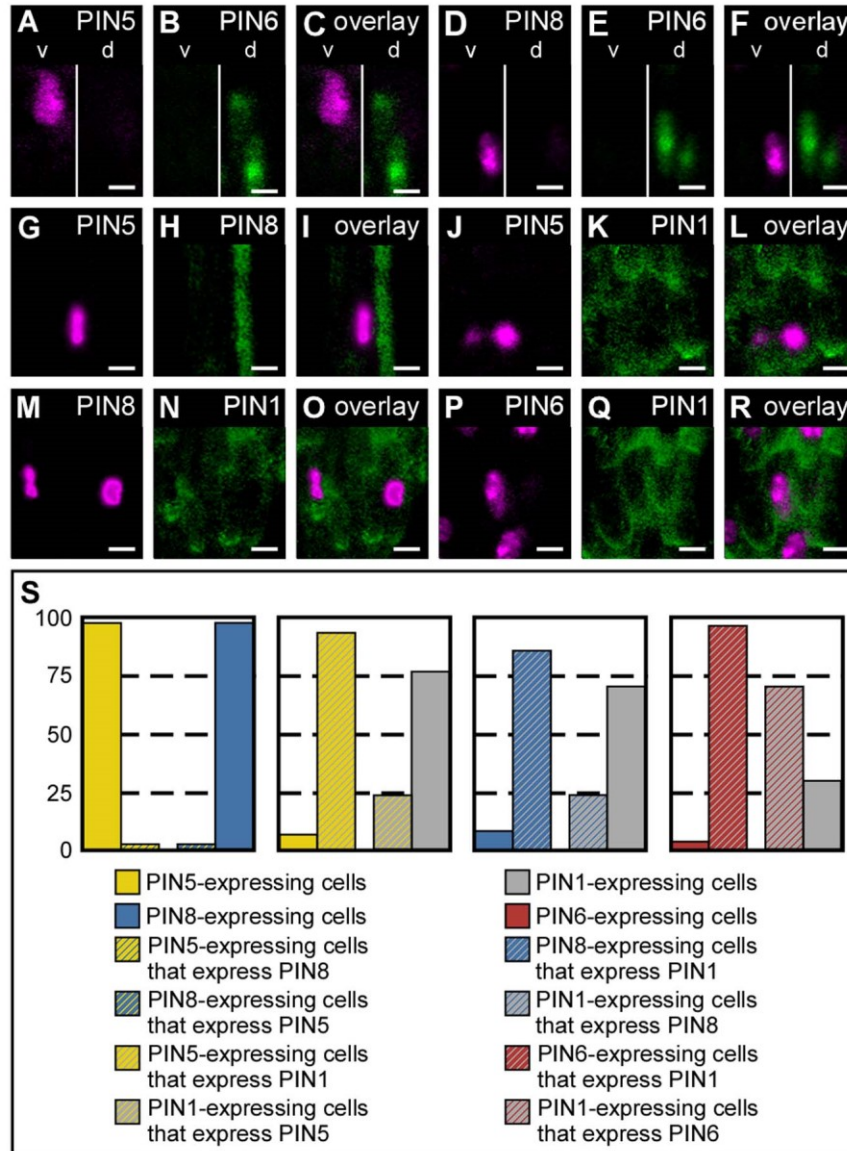 A PIN5 B PIN6 C overlay D PIN8 E PIN6 F overlay
v d v d v d v d v d v d
G PIN5 H PIN8 I overlay J PIN5 K PIN1 L overlay
M PIN8 N PIN1 O overlay P PIN6 Q PIN1 R overlay
S
100
75
50
25
0
PIN5-expressing cells
PIN8-expressing cells
PIN5-expressing cells
that express PIN8
PIN8-expressing cells
that express PIN5
PIN5-expressing cells
that express PIN1
PIN1-expressing cells
that express PIN5
PIN1-expressing cells
PIN6-expressing cells
PIN8-expressing cells
that express PIN1
PIN1-expressing cells
that express PIN8
PIN6-expressing cells
that express PIN1
PIN1-expressing cells
that express PIN6